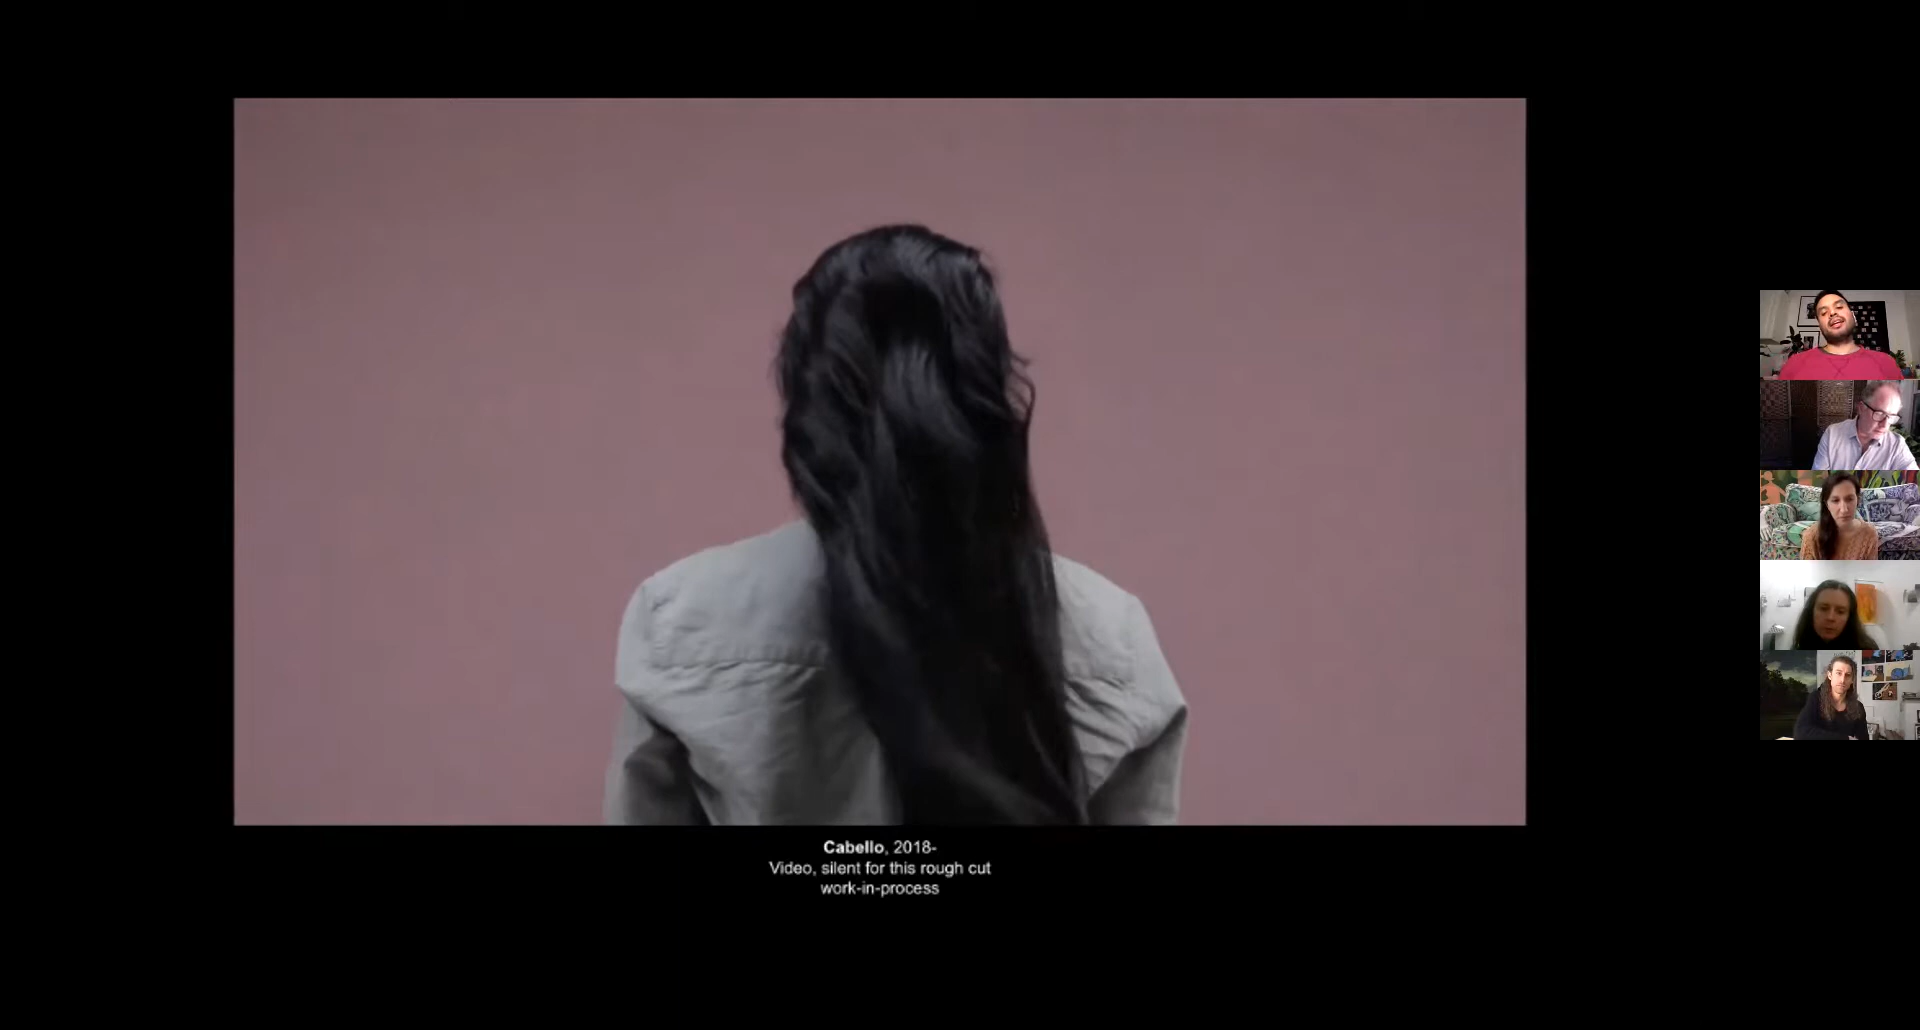 Cabello, 2018-
Video, silent for this rough cut
work-in-process